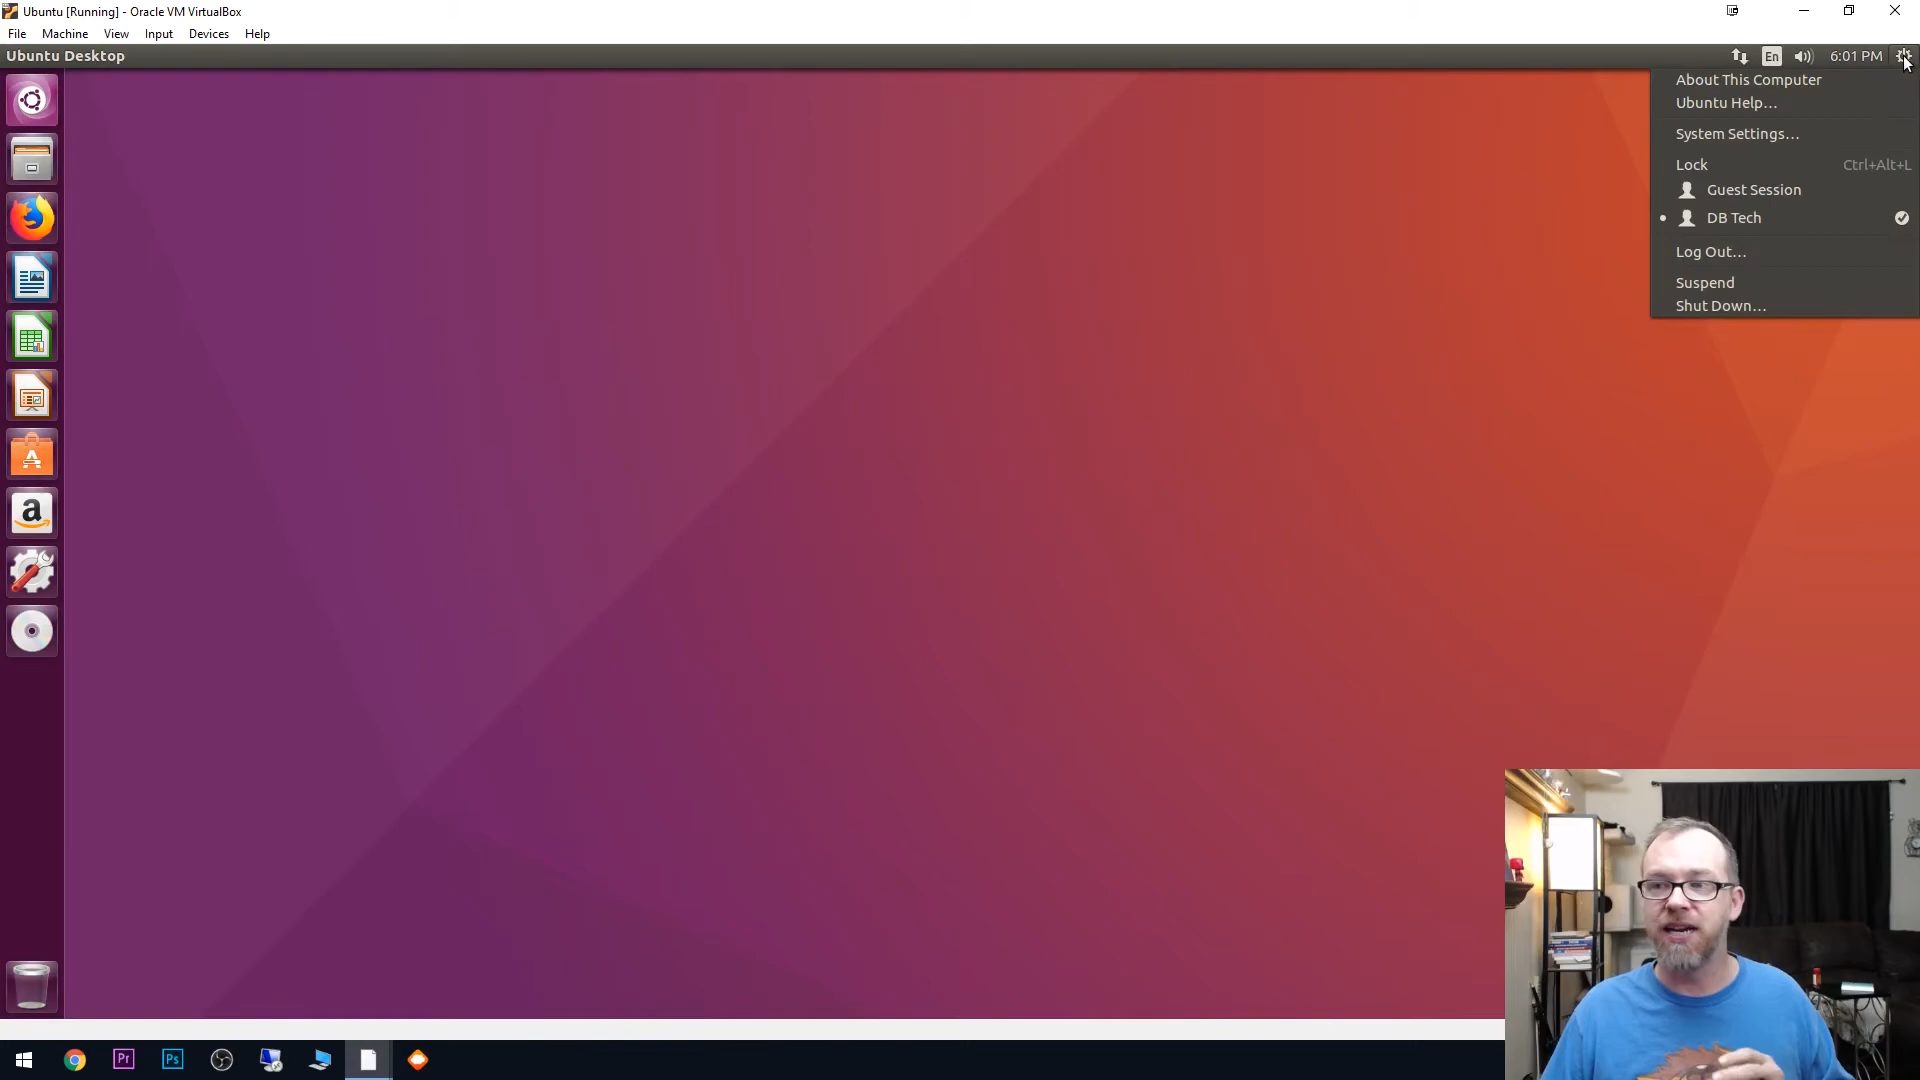 Ubuntu [Running] - Oracle VM VirtualBox
File Machine View Input Devices Help
Ubuntu Desktop
En
6:01 PM
About This Computer
Ubuntu Help...
System Settings...
Lock Ctrl+Alt+L
Guest Session
DB Tech
Log Out...
Suspend
Shut Down...
A
a
Pr
Ps